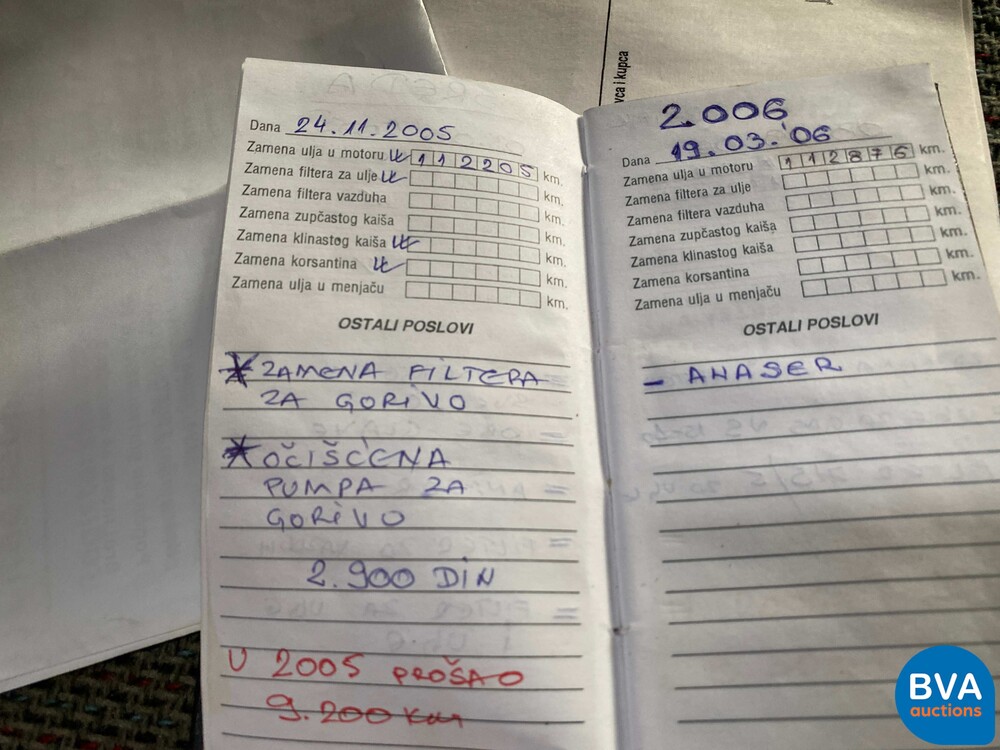 vca i kupca
Dana 24.11.2005
Zamena ulja u motoru 112205 km.
Zamena filtera za ulje km.
Zamena filtera vazduha km.
Zamena zupčastog kaiša km.
Zamena klinastog kaiša km.
Zamena korsantina km.
Zamena ulja u menjaču km.
OSTALI POSLOVI
* ZAMENA FILTERA
ZA GORIVO
* OČIŠĆENA
PUMPA ZA
GORIVO
2.900 DIN
U 2005 PROŠAO
9.200 Km
2.006
Dana 19.03.'06
Zamena ulja u motoru 112876 km.
Zamena filtera za ulje km.
Zamena filtera vazduha km.
Zamena zupčastog kaiša km.
Zamena klinastog kaiša km.
Zamena korsantina km.
Zamena ulja u menjaču km.
OSTALI POSLOVI
- ANASER
BVA
auctions